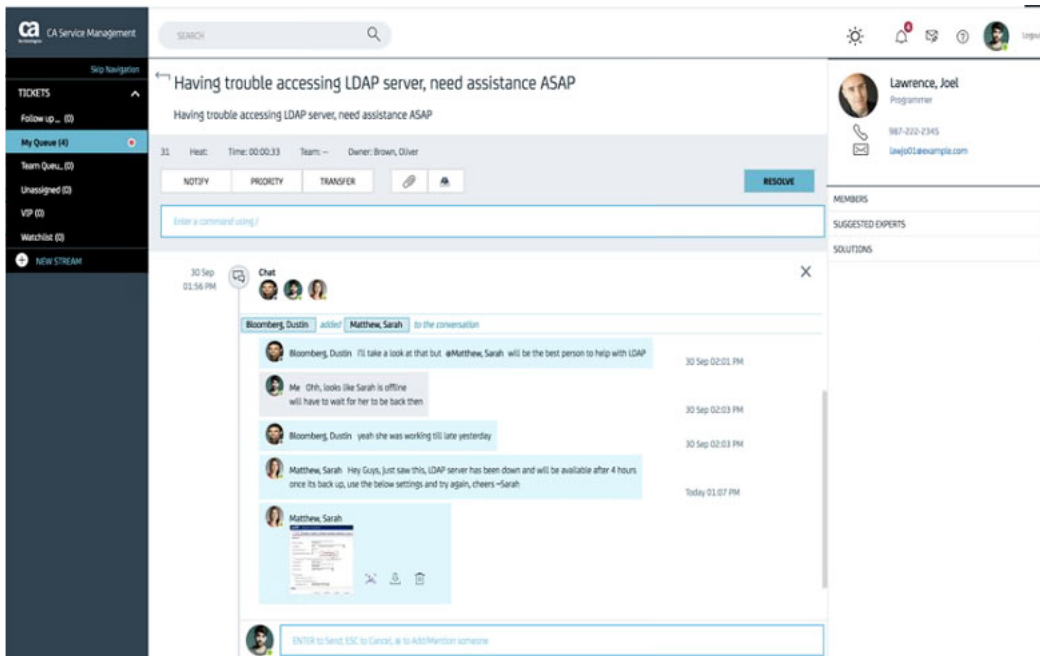 ca
technologies
CA Service Management
SEARCH
4
Logout
Skip Navigation
TICKETS
Follow up _ (0)
My Queue (4)
Team Queu_ (0)
Unassigned (0)
VIP (0)
Watchlist (0)
NEW STREAM
Having trouble accessing LDAP server, need assistance ASAP
Having trouble accessing LDAP server, need assistance ASAP
31 Heat: Time: 00:00:33 Team: -- Owner: Brown, Oliver
NOTIFY PRIORITY TRANSFER RESOLVE
Enter a command using /
30 Sep
01:56 PM
Chat
X
Bloomberg, Dustin added Matthew, Sarah to the conversation
Bloomberg, Dustin I'll take a look at that but @Matthew, Sarah will be the best person to help with LDAP
30 Sep 02:01 PM
Me Ohh, looks like Sarah is offline
will have to wait for her to be back then
30 Sep 02:03 PM
Bloomberg, Dustin yeah she was working till late yesterday
30 Sep 02:03 PM
Matthew, Sarah Hey Guys, just saw this, LDAP server has been down and will be available after 4 hours
once its back up, use the below settings and try again, cheers ~Sarah
Today 01:07 PM
Matthew, Sarah
ENTER to Send, ESC to Cancel, @ to Add/Mention someone
Lawrence, Joel
Programmer
987-222-2345
lawjo01@example.com
MEMBERS
SUGGESTED EXPERTS
SOLUTIONS